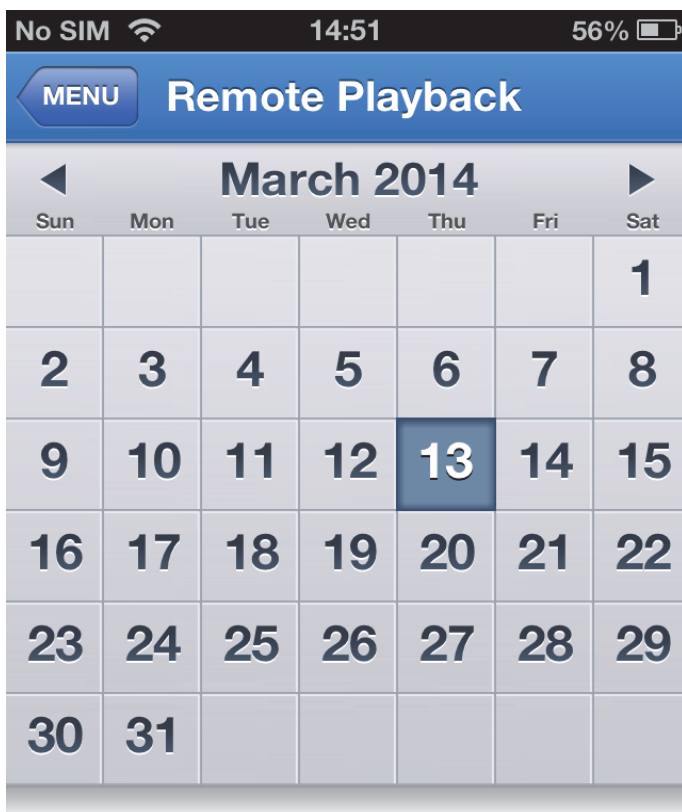 No SIM 14:51 56%
MENU Remote Playback
March 2014
Sun Mon Tue Wed Thu Fri Sat
1
2 3 4 5 6 7 8
9 10 11 12 13 14 15
16 17 18 19 20 21 22
23 24 25 26 27 28 29
30 31